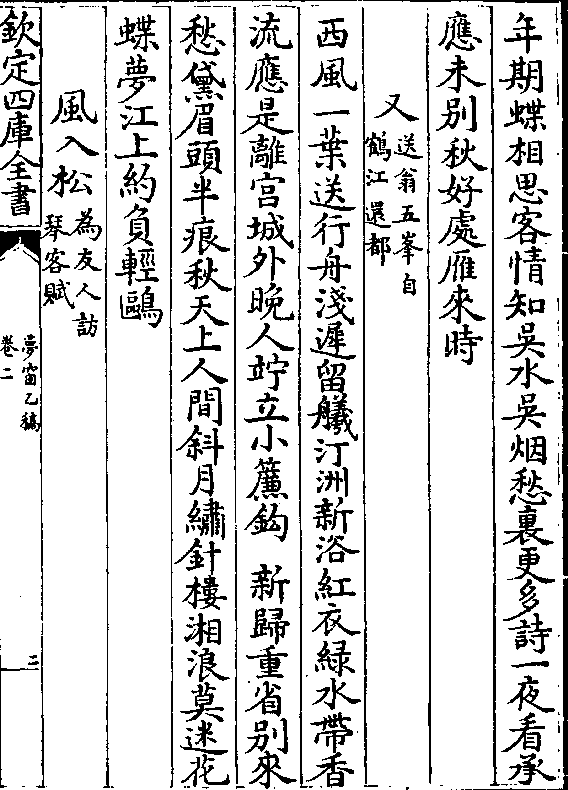 年期蝶相思客情知吳水吳烟愁裏更多詩一夜看承
應未别秋好處雁來時
又送翁五峯自
鶴江還都
西風一葉送行舟淺遲留艤汀洲新浴紅衣緑水帶香
流應是離宫城外晚人竚立小簾鈎 新歸重省别來
愁黛眉頭半痕秋天上人間斜月繡針樓湘浪莫迷花
蝶夢江上約負輕鷗
風入松為友人訪
琴客賦
欽定四庫全書
夢窗乙稿
卷二
二